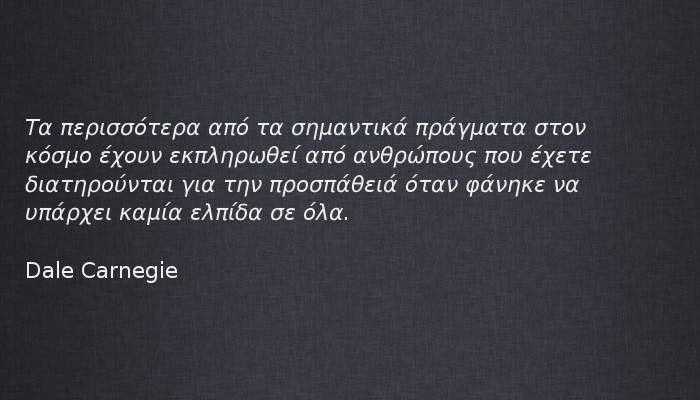 Τα περισσότερα από τα σημαντικά πράγματα στον
κόσμο έχουν εκπληρωθεί από ανθρώπους που έχετε
διατηρούνται για την προσπάθειά όταν φάνηκε να
υπάρχει καμία ελπίδα σε όλα.
Dale Carnegie